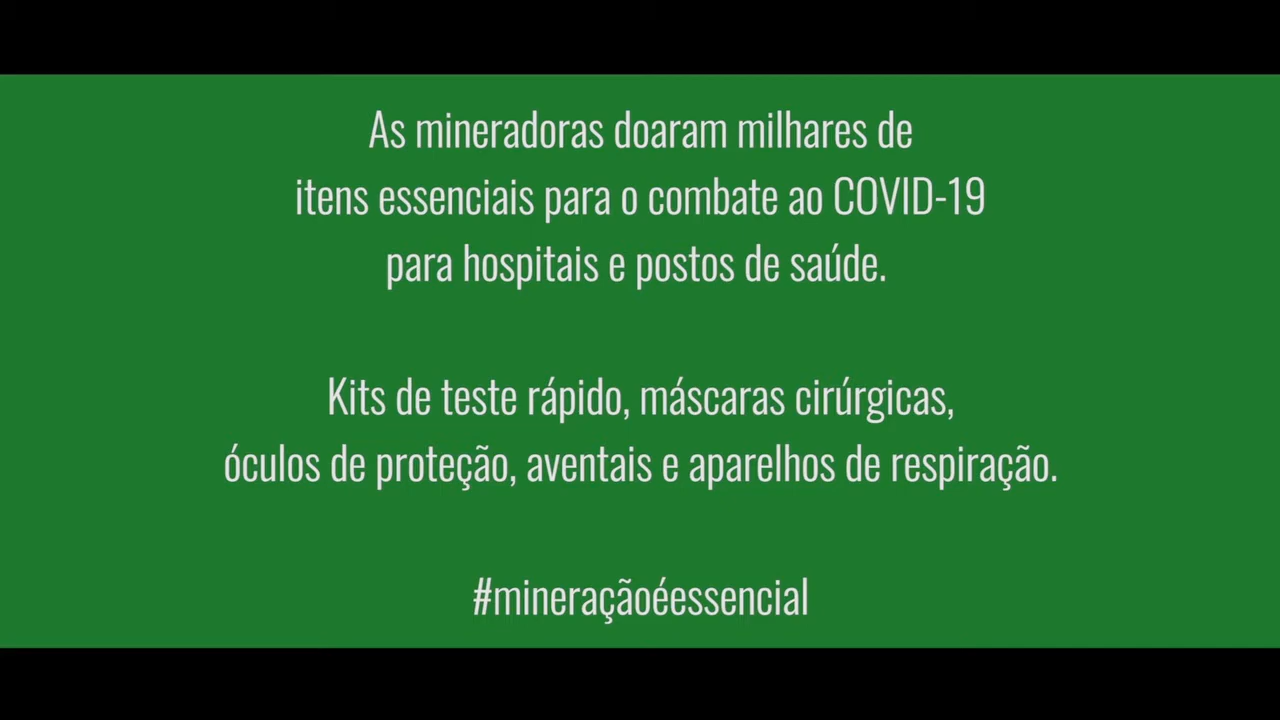 As mineradoras doaram milhares de
itens essenciais para o combate ao COVID-19
para hospitais e postos de saúde.
Kits de teste rápido, máscaras cirúrgicas,
óculos de proteção, aventais e aparelhos de respiração.
#mineraçãoéessencial